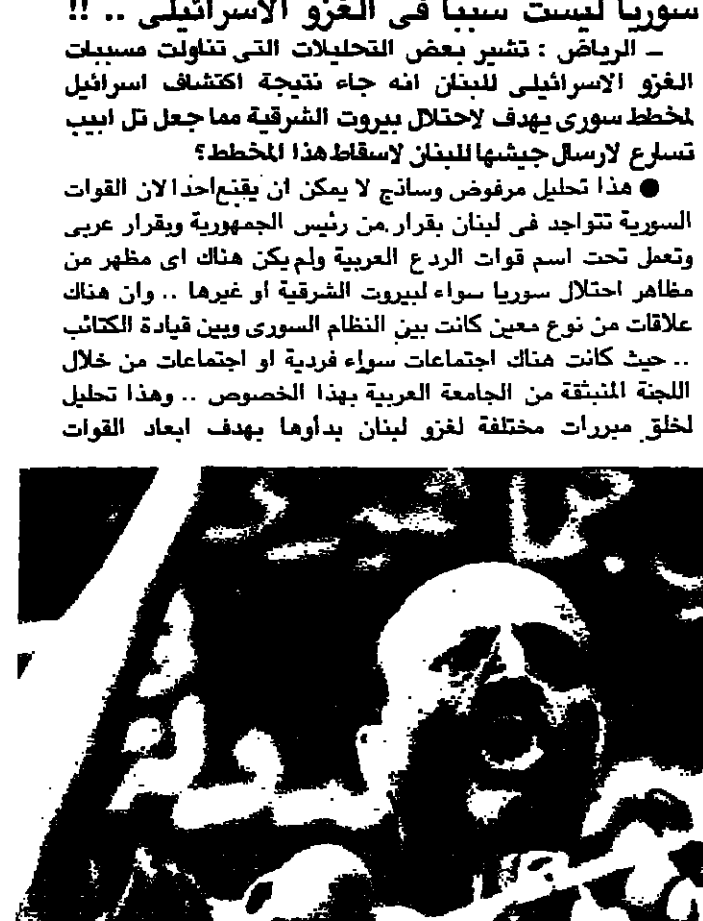 سوريا ليست سببا فى الغزو الاسرائيلى .. !!
ــ الرياض : تشير بعض التحليلات التى تناولت مسببات
الغزو الاسرائيلى للبنان انه جاء نتيجة اكتشاف اسرائيل
لمخطط سورى يهدف لاحتلال بيروت الشرقية مما جعل تل ابيب
تسارع لارسال جيشها للبنان لاسقاط هذا المخطط؟
● هذا تحليل مرفوض وساذج لا يمكن ان يقنع احدا لان القوات
السورية تتواجد فى لبنان بقرار من رئيس الجمهورية وبقرار عربى
وتعمل تحت اسم قوات الردع العربية ولم يكن هناك اى مظهر من
مظاهر احتلال سوريا سواء لبيروت الشرقية او غيرها .. وان هناك
علاقات من نوع معين كانت بين النظام السورى وبين قيادة الكتائب
.. حيث كانت هناك اجتماعات سواء فردية او اجتماعات من خلال
اللجنة المنبثقة من الجامعة العربية بهذا الخصوص .. وهذا تحليل
لخلق مبررات مختلفة لغزو لبنان بدأوها بهدف ابعاد القوات